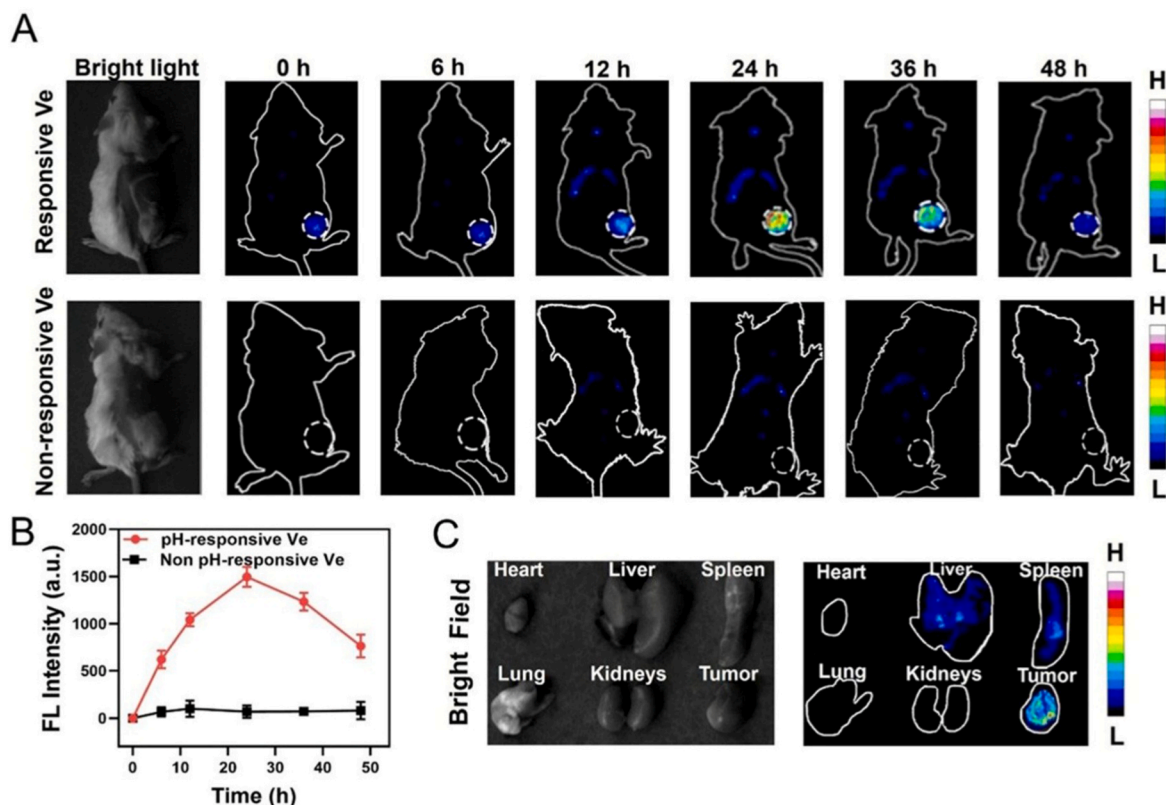 A
Bright light 0 h 6 h 12 h 24 h 36 h 48 h
Responsive Ve
H
L
Non-responsive Ve
H
L
B
FL Intensity (a.u.)
2000
1500
1000
500
0
pH-responsive Ve
Non pH-responsive Ve
0 10 20 30 40 50
Time (h)
C
Bright Field
Heart Liver Spleen
Lung Kidneys Tumor
Heart Liver Spleen
Lung Kidneys Tumor
H
L